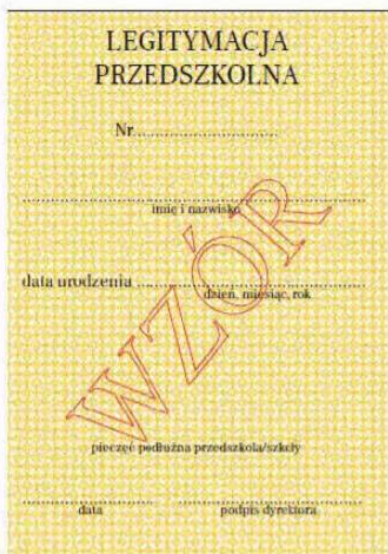 LEGITYMACJA
PRZEDSZKOLNA
Nr..............................
imię i nazwisko
data urodzenia ..............................
dzień, miesiąc, rok
WZÓR
pieczęć podłużna przedszkola/szkoły
data podpis dyrektora